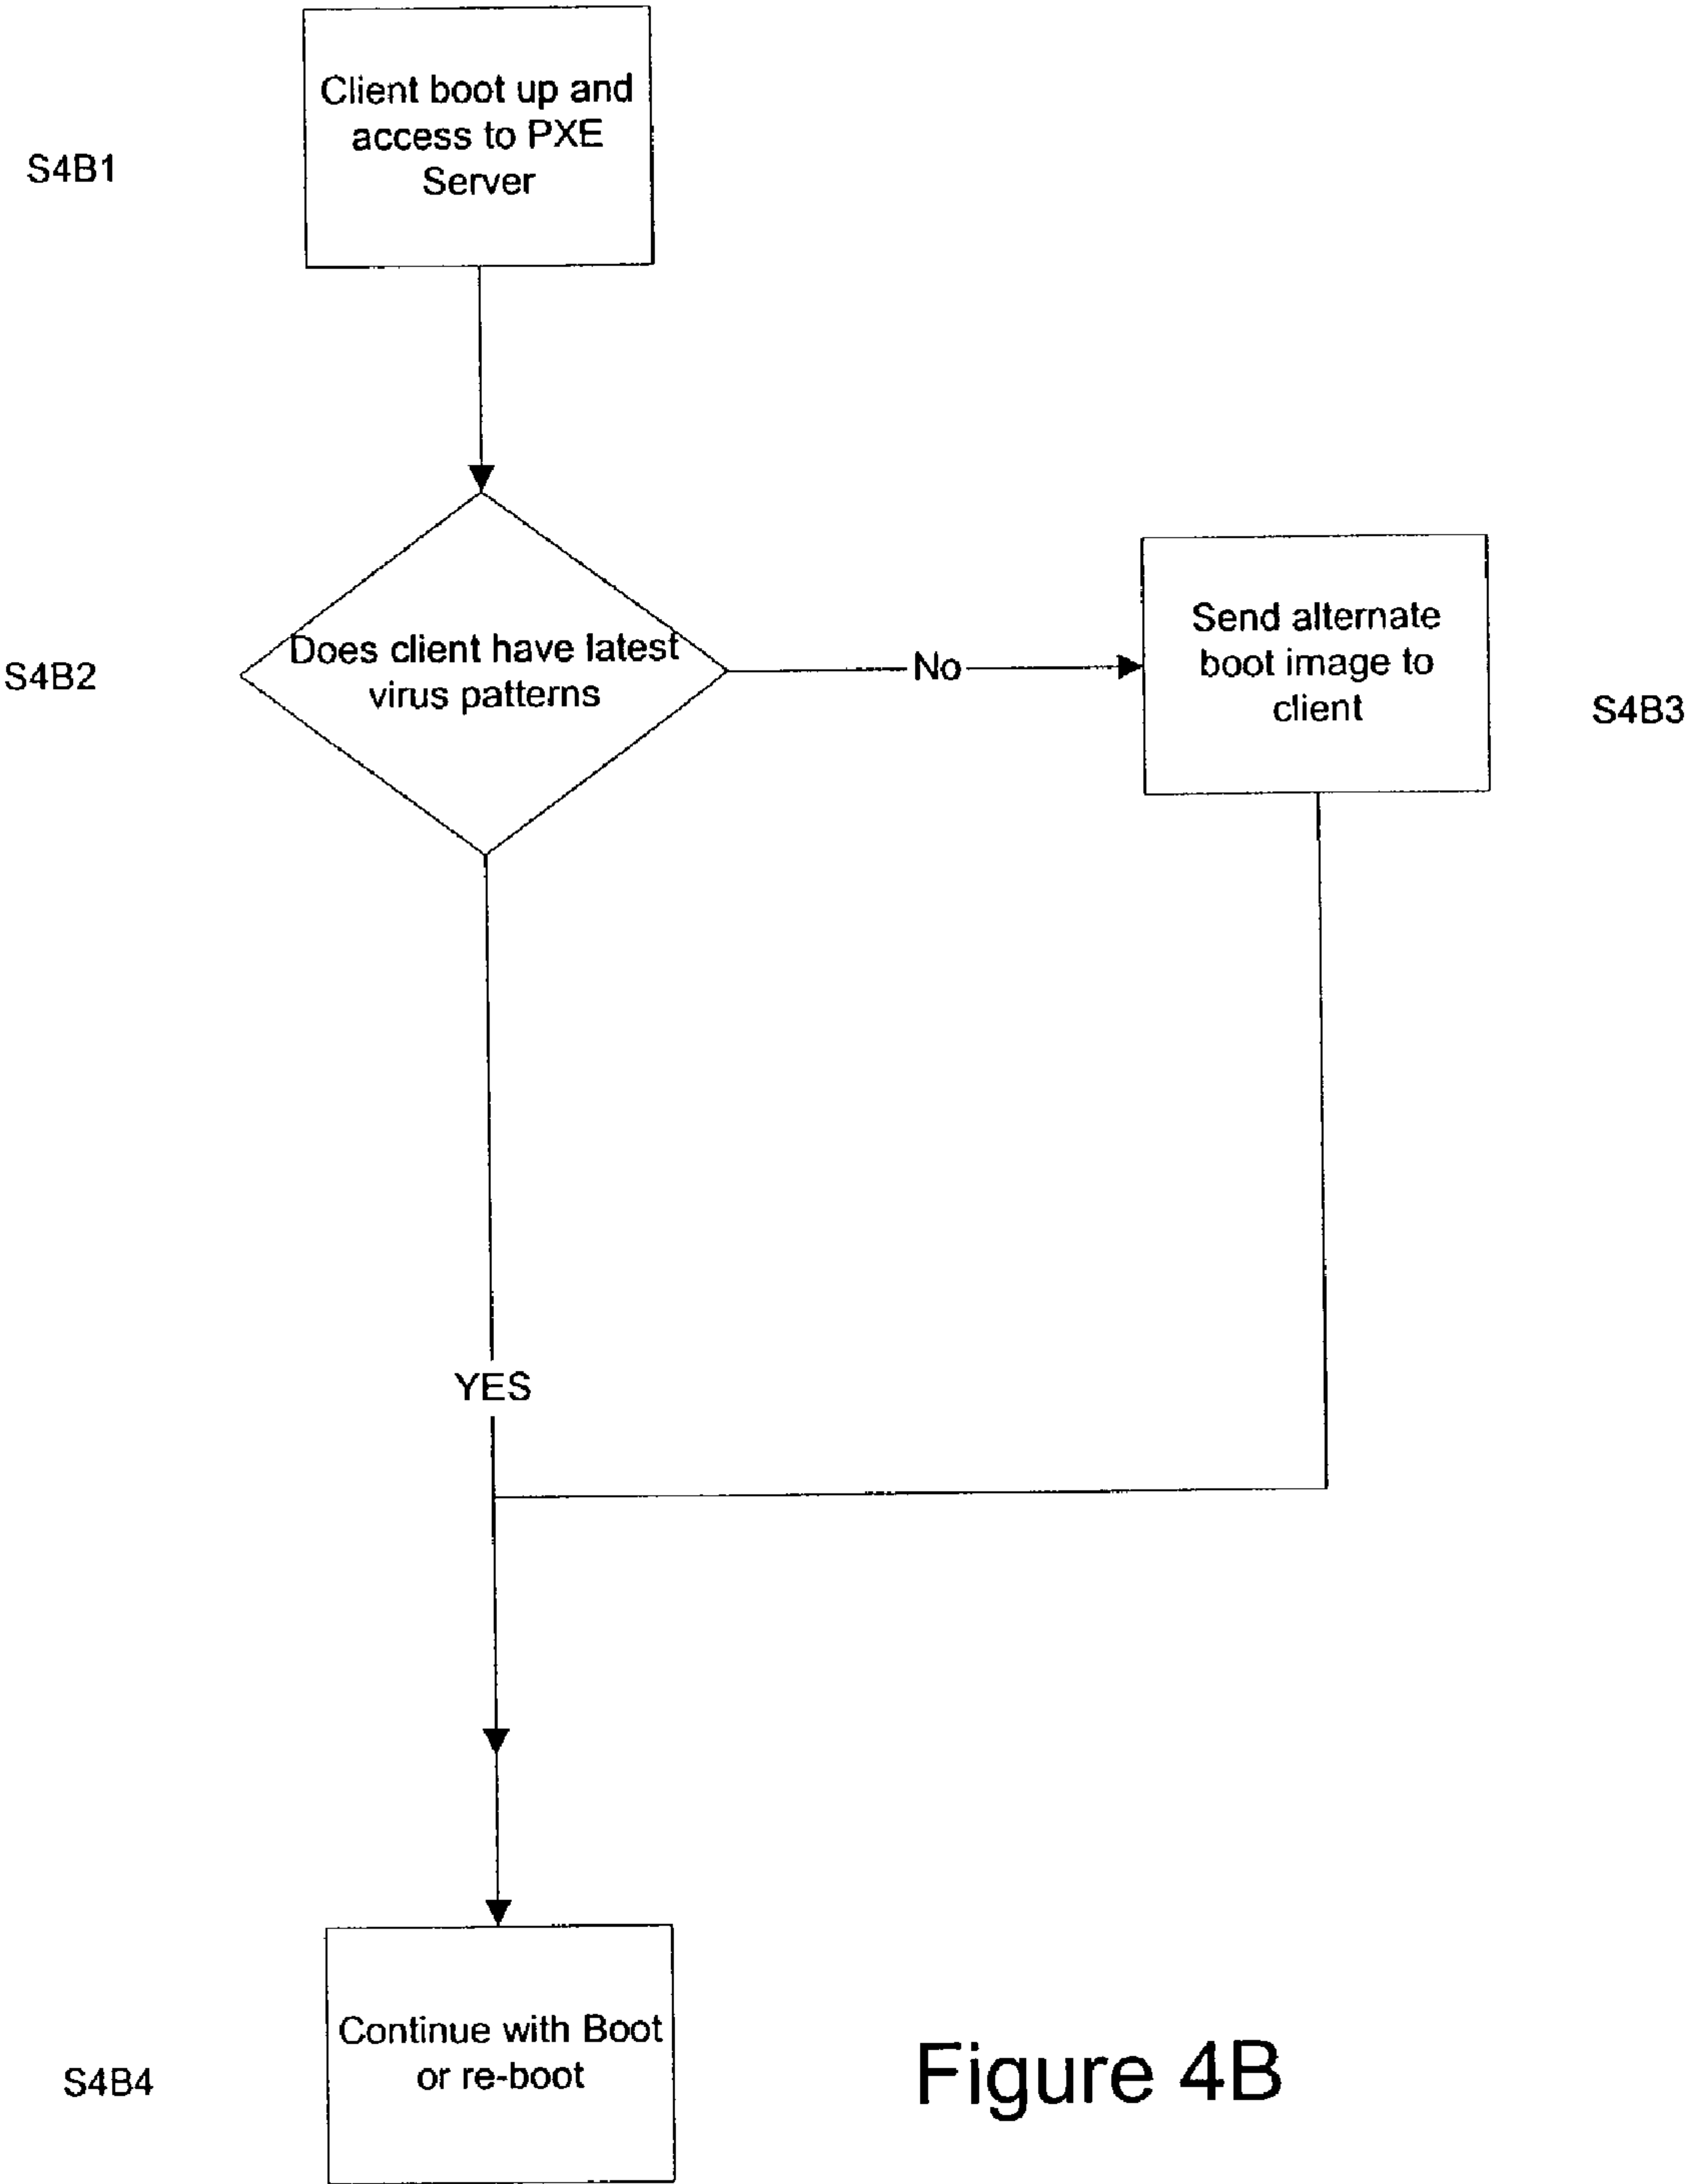 Client boot up and
access to PXE
Server
S4B1
Does client have latest
virus patterns
S4B2
No
Send alternate
boot image to
client
S4B3
YES
Continue with Boot
or re-boot
S4B4
Figure 4B